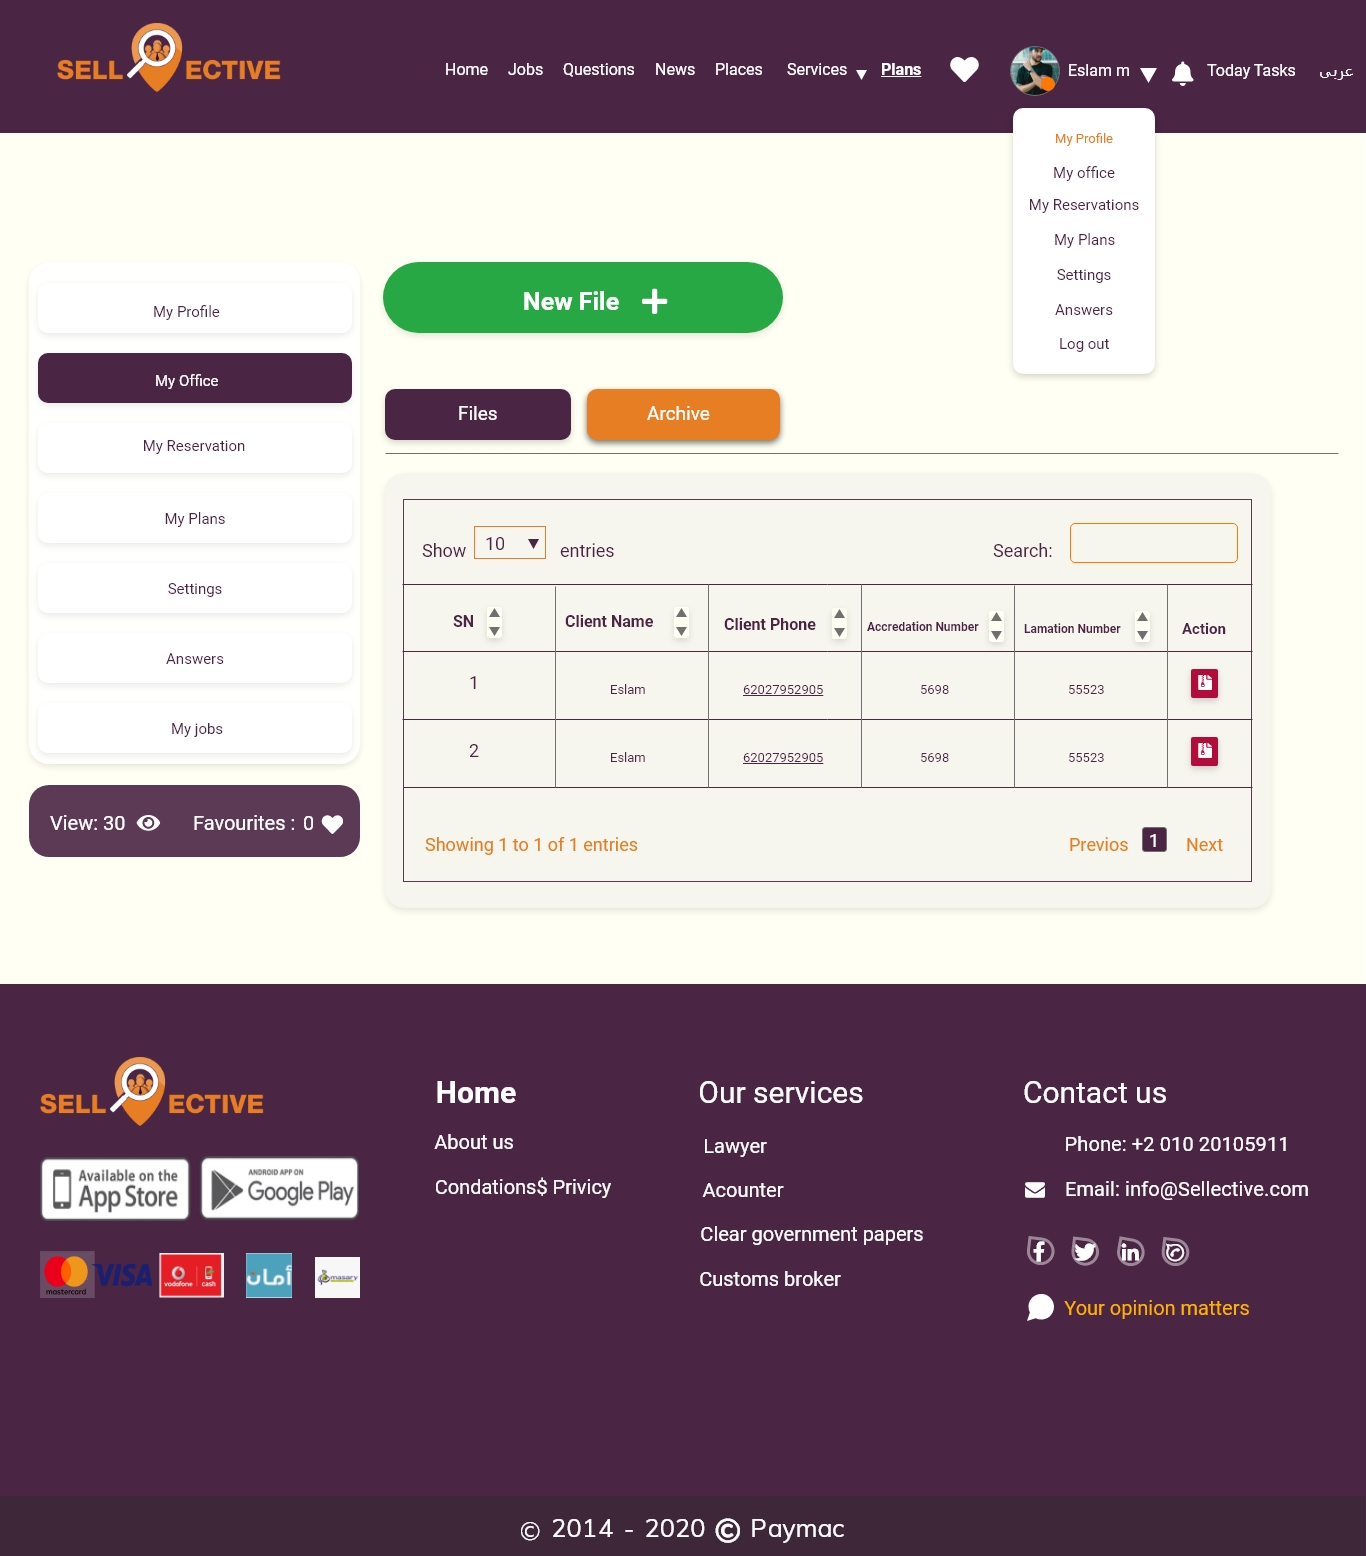 SELL ECTIVE
Home Jobs Questions News Places Services Plans Eslam m Today Tasks عربى
My Profile
My office
My Reservations
My Plans
Settings
Answers
Log out
My Profile
My Office
My Reservation
My Plans
Settings
Answers
My jobs
View: 30 Favourites : 0
New File
Files Archive
Show 10 entries Search:
SN Client Name Client Phone Accredation Number Lamation Number Action
1 Eslam 62027952905 5698 55523
2 Eslam 62027952905 5698 55523
Showing 1 to 1 of 1 entries Previos 1 Next
SELL ECTIVE
Available on the
App Store
ANDROID APP ON
Google Play
mastercard
VISA
vodafone cash
أمان
masary
Home
About us
Condations$ Privicy
Our services
Lawyer
Acounter
Clear government papers
Customs broker
Contact us
Phone: +2 010 20105911
Email: info@Sellective.com
Your opinion matters
© 2014 - 2020 © Paymac